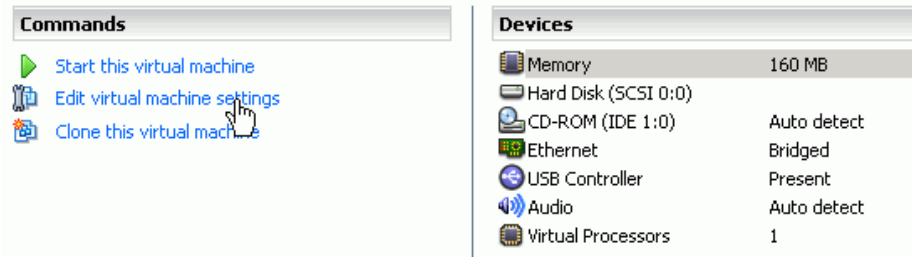 Commands
Start this virtual machine
Edit virtual machine settings
Clone this virtual machine
Devices
Memory 160 MB
Hard Disk (SCSI 0:0)
CD-ROM (IDE 1:0) Auto detect
Ethernet Bridged
USB Controller Present
Audio Auto detect
Virtual Processors 1